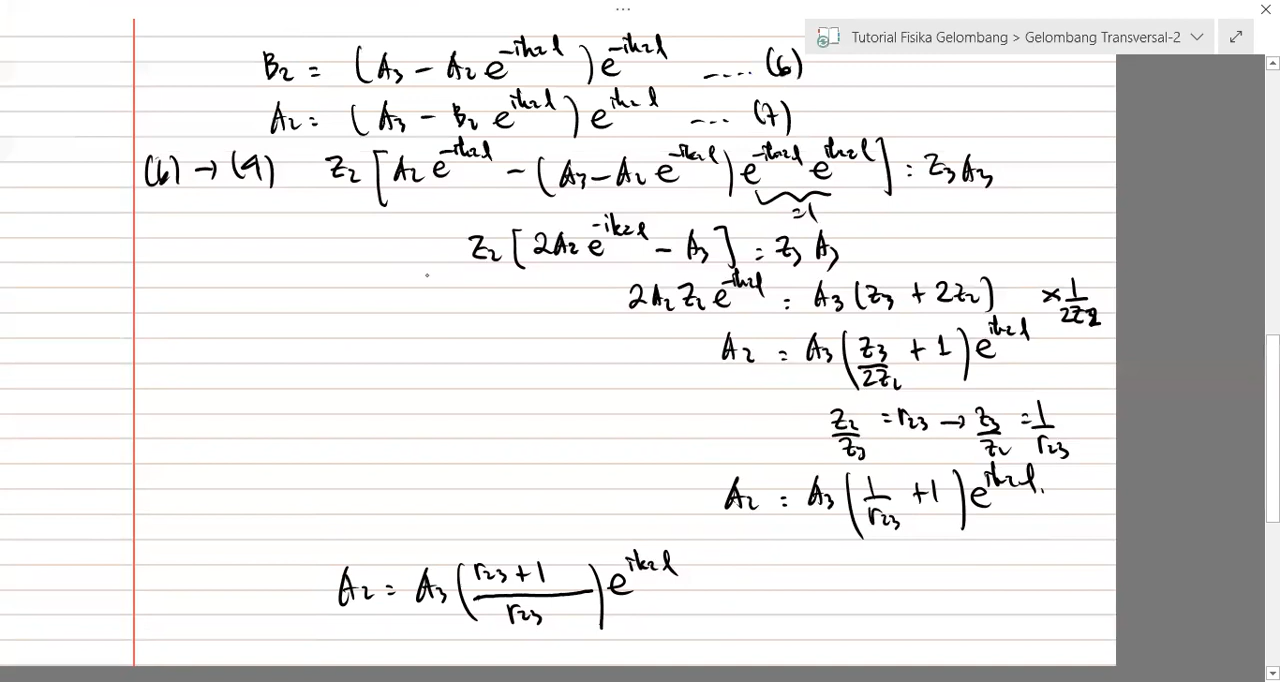 Tutorial Fisika Gelombang > Gelombang Transversal-2
B₂ = (A₃ - A₂ e^{-ik₂l}) e^{-ik₂l} .... (6)
A₂ = (A₃ - B₂ e^{ik₂l}) e^{ik₂l} ... (7)
(6) → (4) Z₂ [A₂ e^{-ik₂l} - (A₃ - A₂ e^{-ik₂l}) e^{-ik₂l} e^{ik₂l}] = Z₃ A₃
=1
Z₂ [2A₂ e^{-ik₂l} - A₃] = Z₃ A₃
2A₂ Z₂ e^{-ik₂l} = A₃ (Z₃ + 2Z₂) × 1/2Z₂
A₂ = A₃ (Z₃/2Z₂ + 1) e^{ik₂l}
Z₂/Z₃ = r₂₃ → Z₃/Z₂ = 1/r₂₃
A₂ = A₃ (1/r₂₃ + 1) e^{ik₂l}.
A₂ = A₃ (r₂₃ + 1/r₂₃) e^{ik₂l}